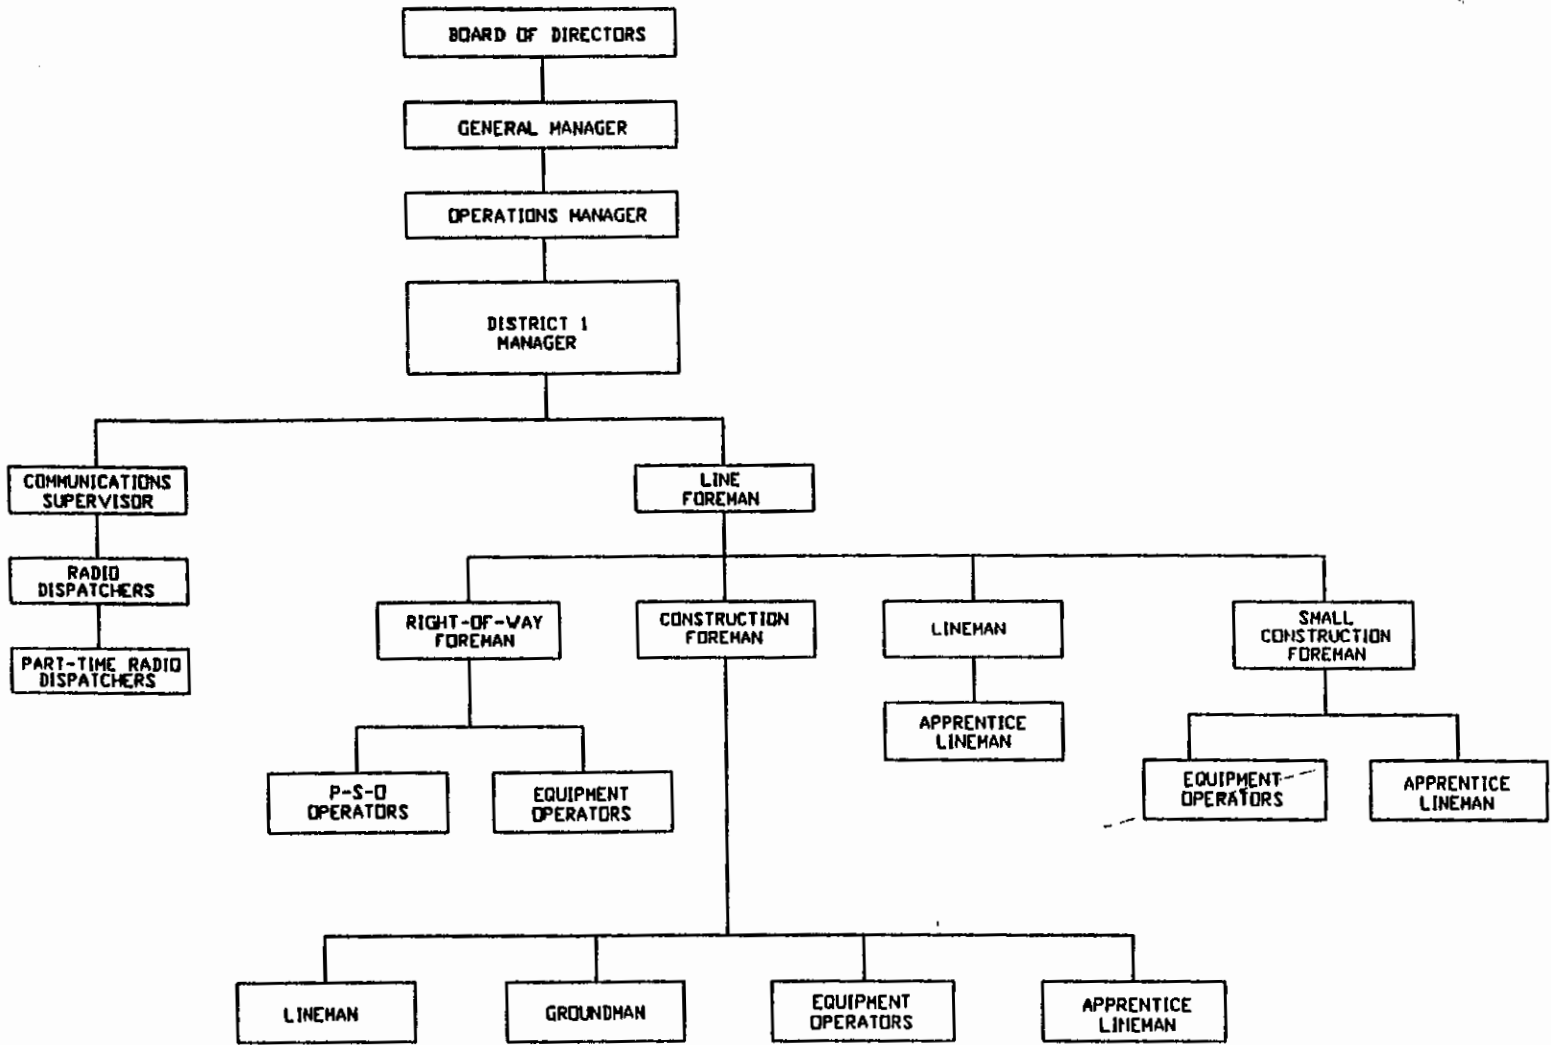 BOARD OF DIRECTORS
GENERAL MANAGER
OPERATIONS MANAGER
DISTRICT 1
MANAGER
COMMUNICATIONS
SUPERVISOR
LINE
FOREMAN
RADIO
DISPATCHERS
PART-TIME RADIO
DISPATCHERS
RIGHT-OF-WAY
FOREMAN
CONSTRUCTION
FOREMAN
LINEMAN
SMALL
CONSTRUCTION
FOREMAN
APPRENTICE
LINEMAN
P-S-O
OPERATORS
EQUIPMENT
OPERATORS
EQUIPMENT
OPERATORS
APPRENTICE
LINEMAN
LINEMAN
GROUNDMAN
EQUIPMENT
OPERATORS
APPRENTICE
LINEMAN